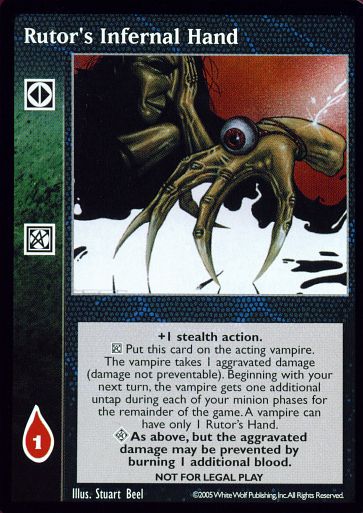 Rutor's Infernal Hand
+1 stealth action.
Put this card on the acting vampire.
The vampire takes 1 aggravated damage
(damage not preventable). Beginning with your
next turn, the vampire gets one additional
untap during each of your minion phases for
the remainder of the game. A vampire can
have only 1 Rutor's Hand.
As above, but the aggravated
damage may be prevented by
burning 1 additional blood.
NOT FOR LEGAL PLAY
1
Illus. Stuart Beel
©2005 White Wolf Publishing, Inc. All Rights Reserved.